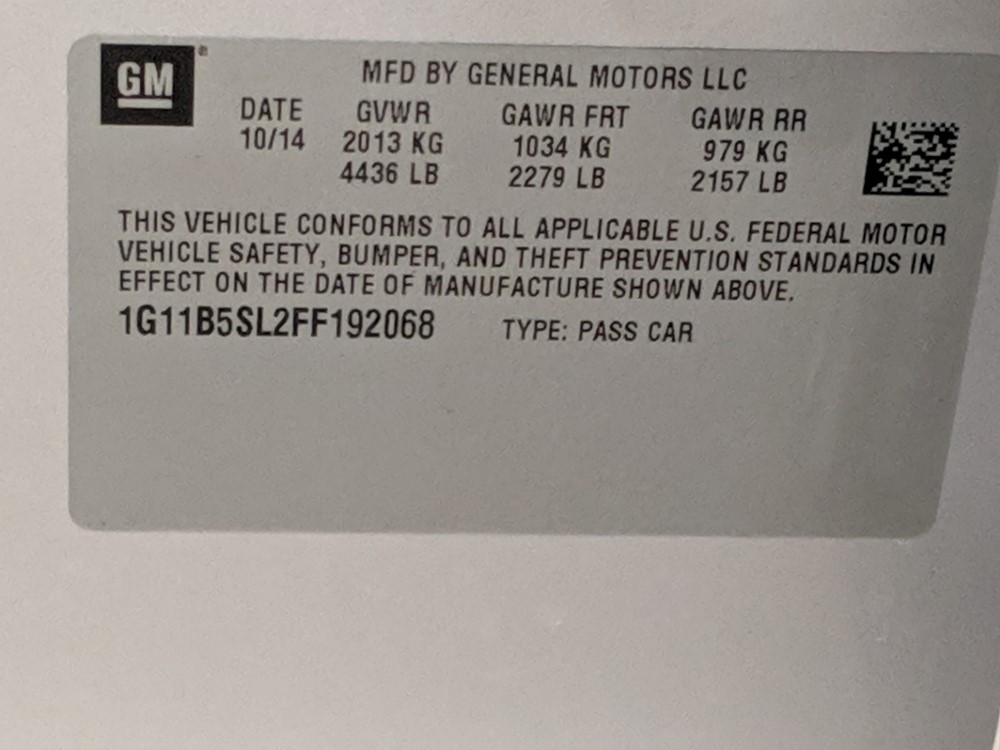 GM®
MFD BY GENERAL MOTORS LLC
DATE GVWR GAWR FRT GAWR RR
10/14 2013 KG 1034 KG 979 KG
4436 LB 2279 LB 2157 LB
THIS VEHICLE CONFORMS TO ALL APPLICABLE U.S. FEDERAL MOTOR
VEHICLE SAFETY, BUMPER, AND THEFT PREVENTION STANDARDS IN
EFFECT ON THE DATE OF MANUFACTURE SHOWN ABOVE.
1G11B5SL2FF192068 TYPE: PASS CAR